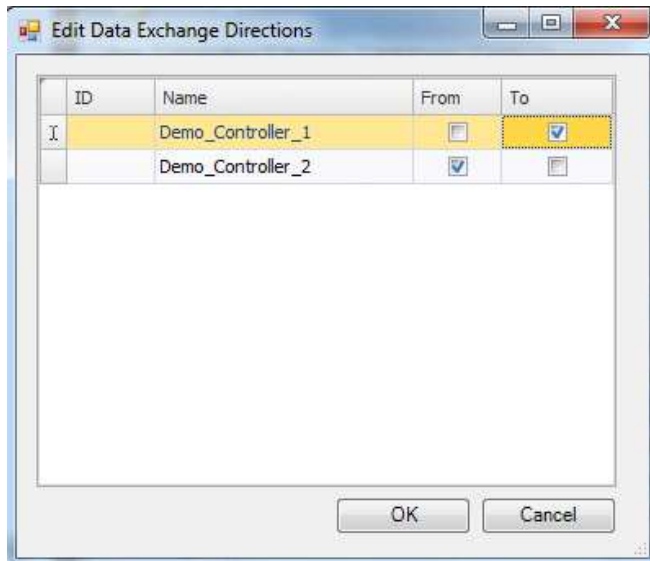 Edit Data Exchange Directions
ID Name From To
Demo_Controller_1
Demo_Controller_2
OK Cancel